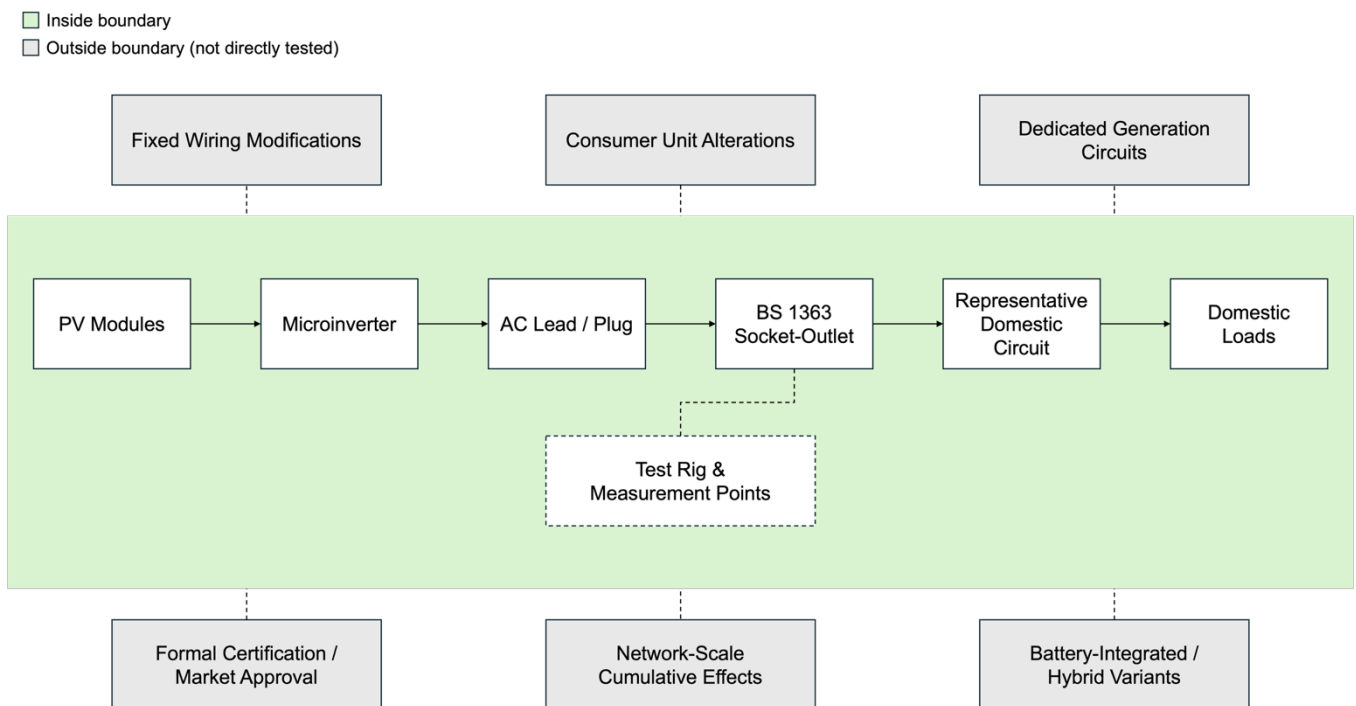 Inside boundary
Outside boundary (not directly tested)
Fixed Wiring Modifications
Consumer Unit Alterations
Dedicated Generation
Circuits
PV Modules
Microinverter
AC Lead / Plug
BS 1363
Socket-Outlet
Representative
Domestic
Circuit
Domestic
Loads
Test Rig &
Measurement Points
Formal Certification /
Market Approval
Network-Scale
Cumulative Effects
Battery-Integrated /
Hybrid Variants